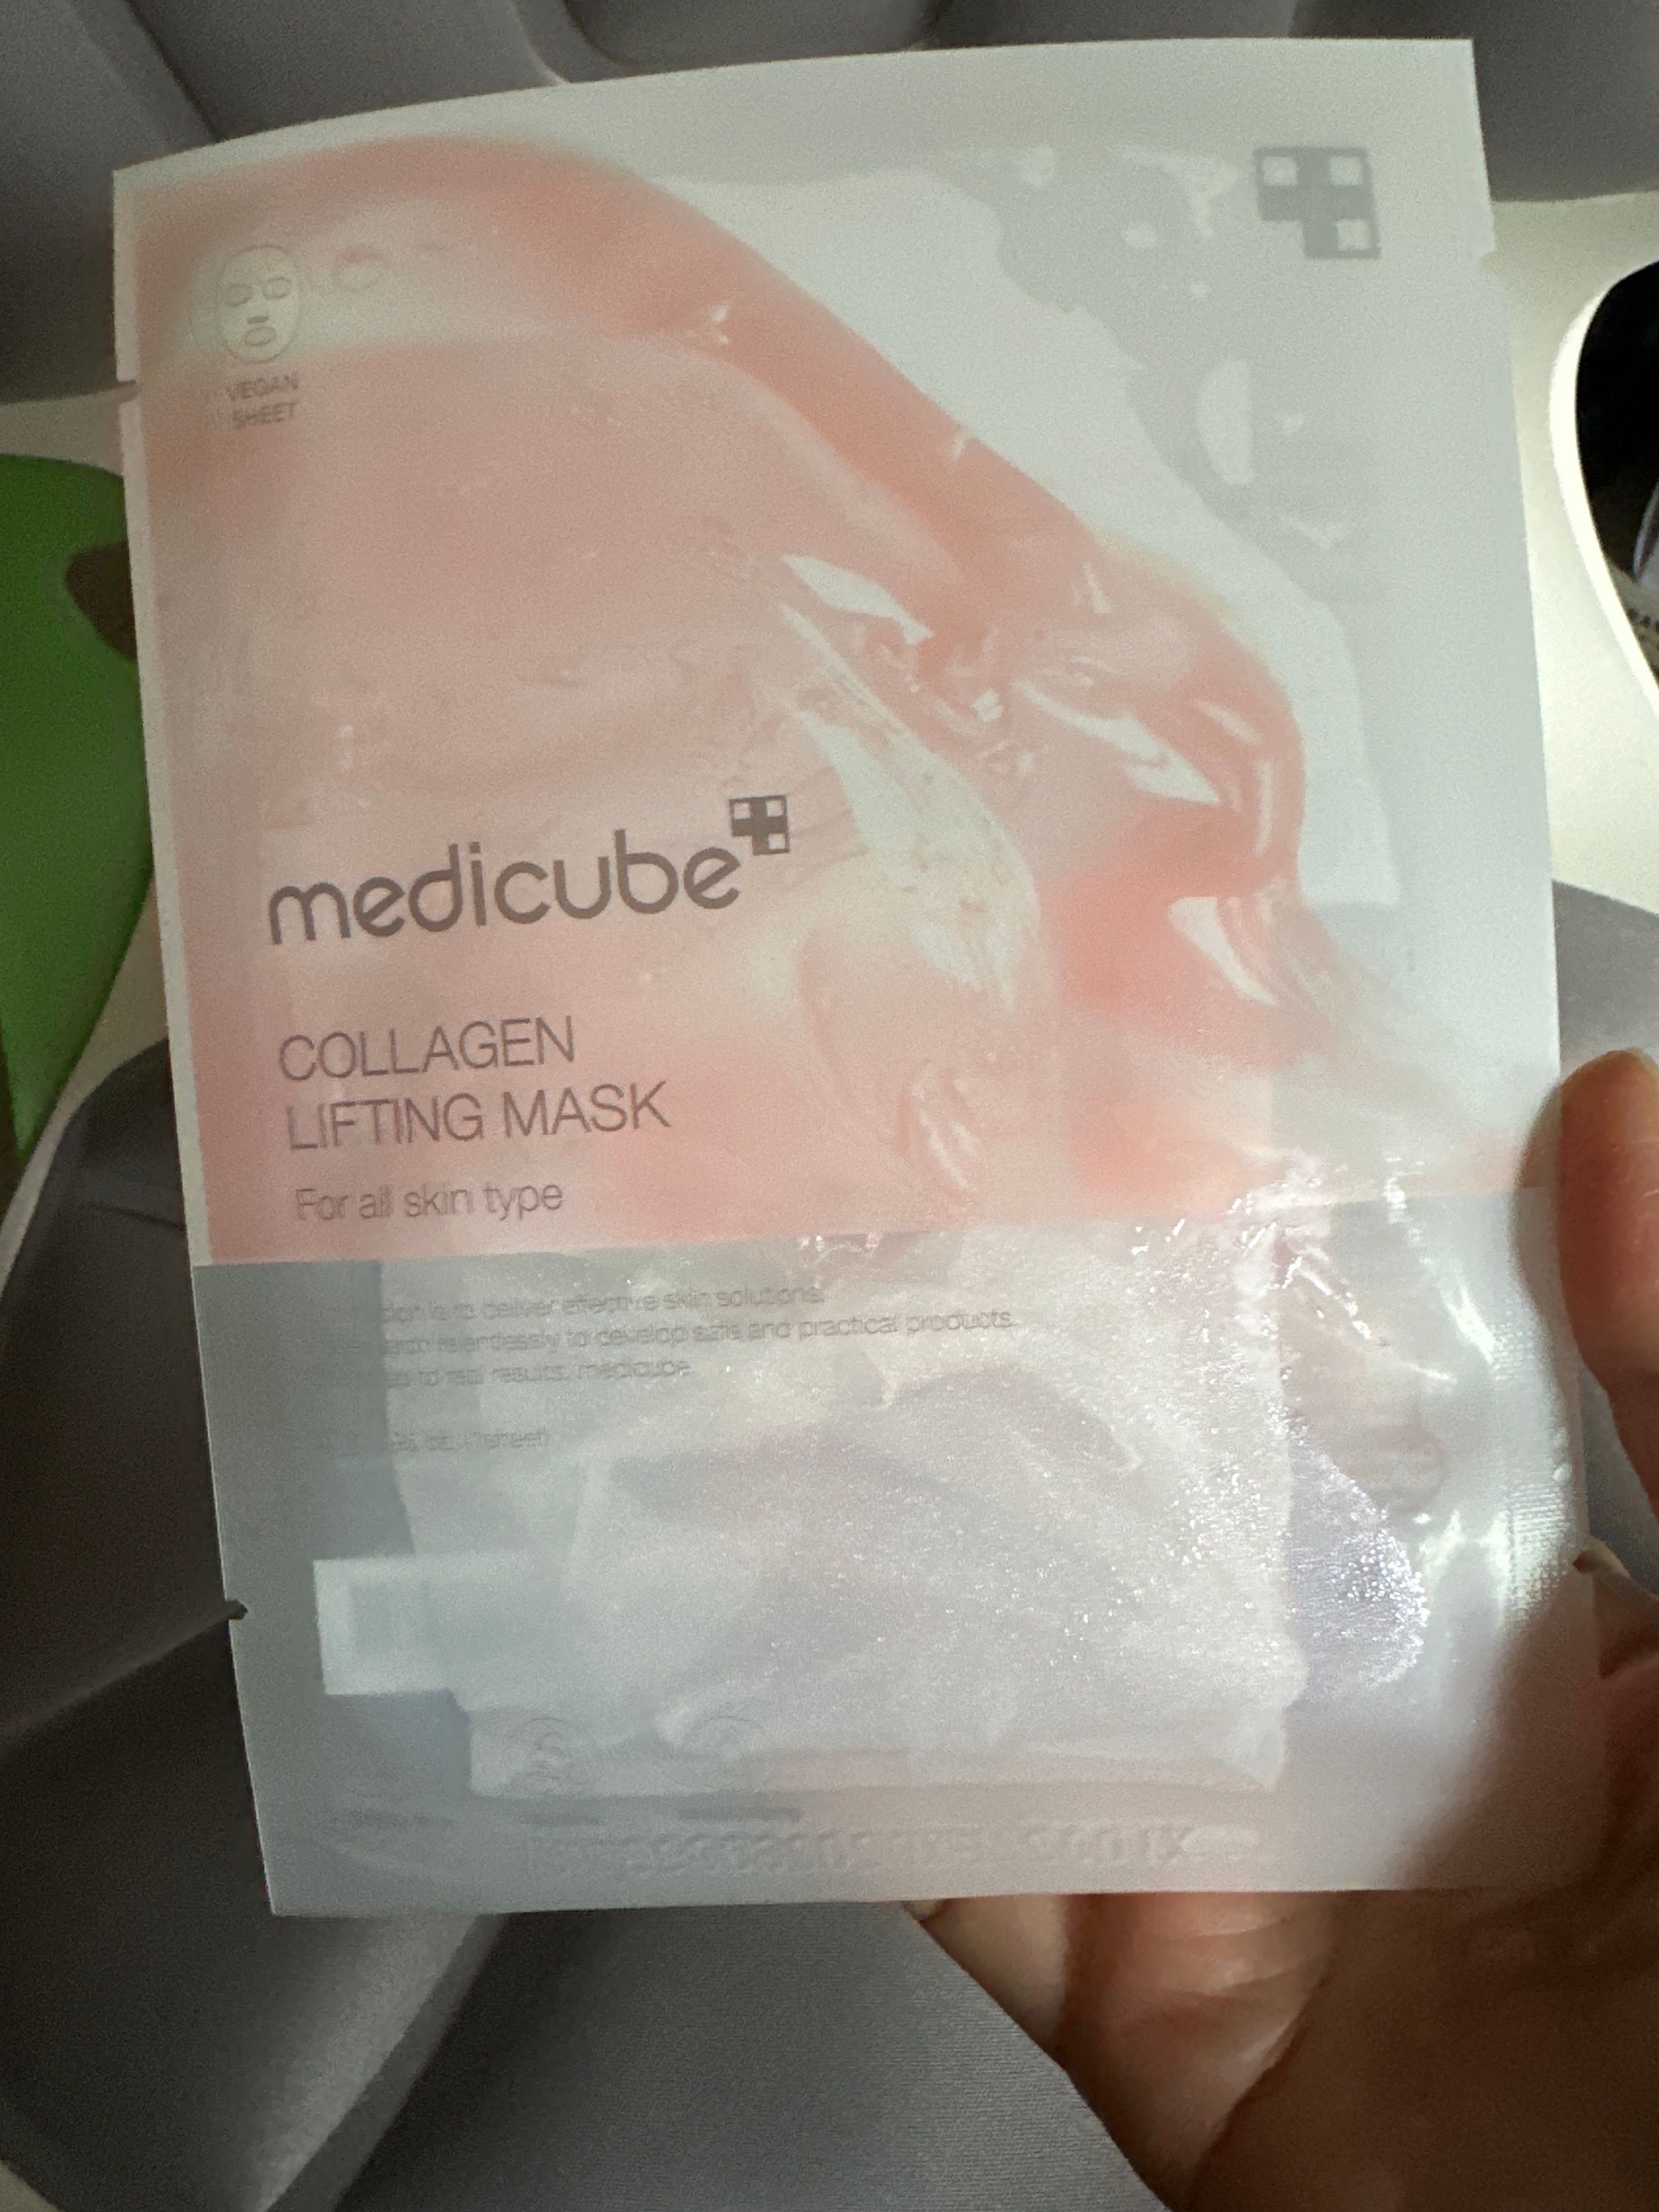 VEGAN
SHEET
medicube
COLLAGEN
LIFTING MASK
For all skin type
to deliver effective skin solutions.
relentlessly to develop safe and practical products.
to real results. medicube
(1sheet)